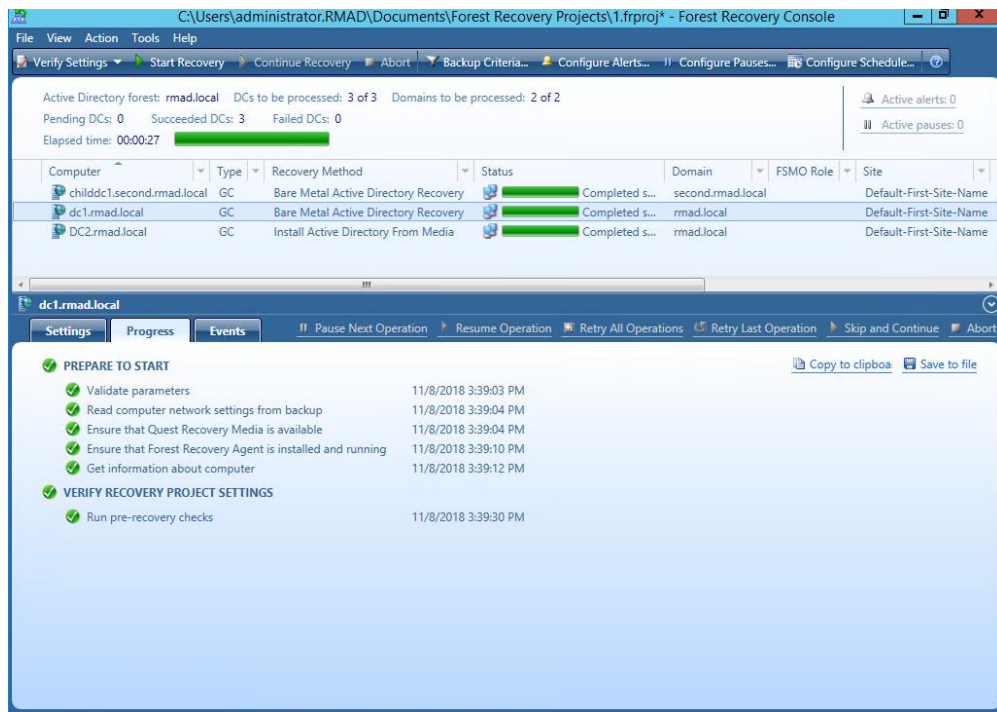 C:\Users\administrator.RMAD\Documents\Forest Recovery Projects\1.frproj* - Forest Recovery Console
File View Action Tools Help
Verify Settings Start Recovery Continue Recovery Abort Backup Criteria... Configure Alerts... Configure Pauses... Configure Schedule...
Active Directory forest: rmad.local DCs to be processed: 3 of 3 Domains to be processed: 2 of 2 Active alerts: 0
Pending DCs: 0 Succeeded DCs: 3 Failed DCs: 0 Active pauses: 0
Elapsed time: 00:00:27
Computer Type Recovery Method Status Domain FSMO Role Site
childdc1.second.rmad.local GC Bare Metal Active Directory Recovery Completed s... second.rmad.local Default-First-Site-Name
dc1.rmad.local GC Bare Metal Active Directory Recovery Completed s... rmad.local Default-First-Site-Name
DC2.rmad.local GC Install Active Directory From Media Completed s... rmad.local Default-First-Site-Name
dc1.rmad.local
Settings Progress Events Pause Next Operation Resume Operation Retry All Operations Retry Last Operation Skip and Continue Abort
PREPARE TO START Copy to clipboa Save to file
Validate parameters 11/8/2018 3:39:03 PM
Read computer network settings from backup 11/8/2018 3:39:04 PM
Ensure that Quest Recovery Media is available 11/8/2018 3:39:04 PM
Ensure that Forest Recovery Agent is installed and running 11/8/2018 3:39:10 PM
Get information about computer 11/8/2018 3:39:12 PM
VERIFY RECOVERY PROJECT SETTINGS
Run pre-recovery checks 11/8/2018 3:39:30 PM